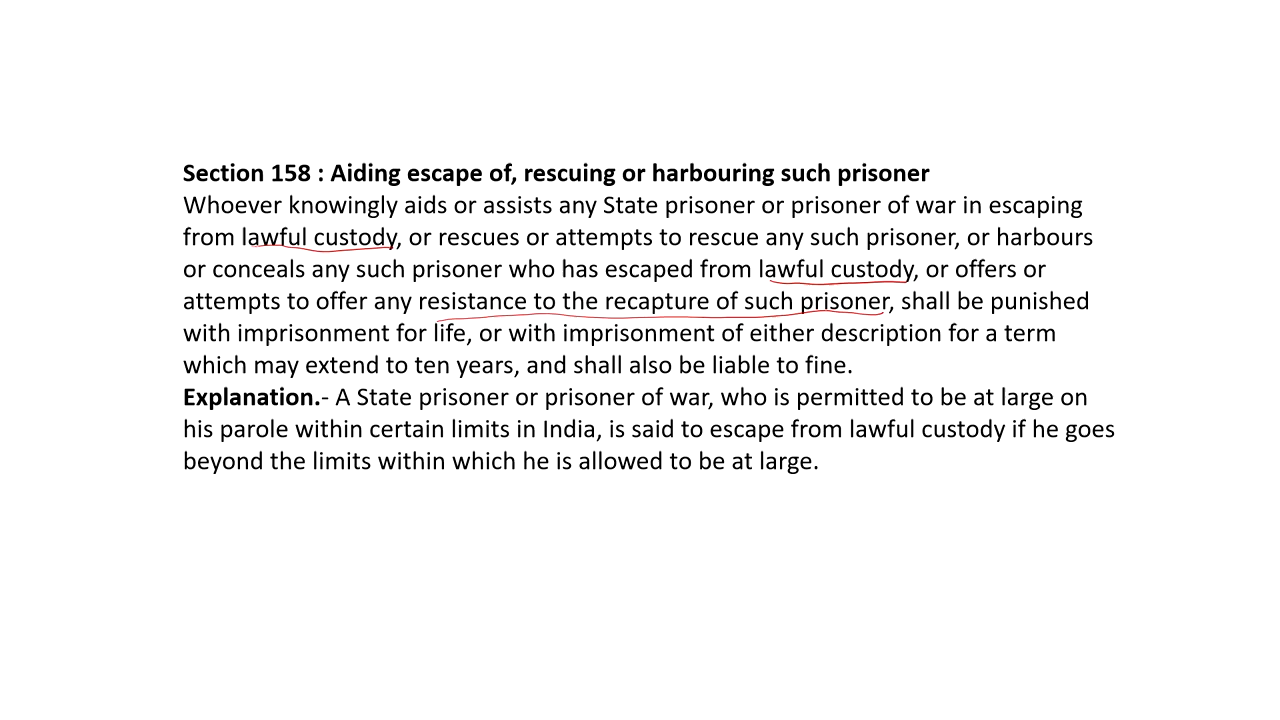 Section 158 : Aiding escape of, rescuing or harbouring such prisoner
Whoever knowingly aids or assists any State prisoner or prisoner of war in escaping
from lawful custody, or rescues or attempts to rescue any such prisoner, or harbours
or conceals any such prisoner who has escaped from lawful custody, or offers or
attempts to offer any resistance to the recapture of such prisoner, shall be punished
with imprisonment for life, or with imprisonment of either description for a term
which may extend to ten years, and shall also be liable to fine.
Explanation.- A State prisoner or prisoner of war, who is permitted to be at large on
his parole within certain limits in India, is said to escape from lawful custody if he goes
beyond the limits within which he is allowed to be at large.